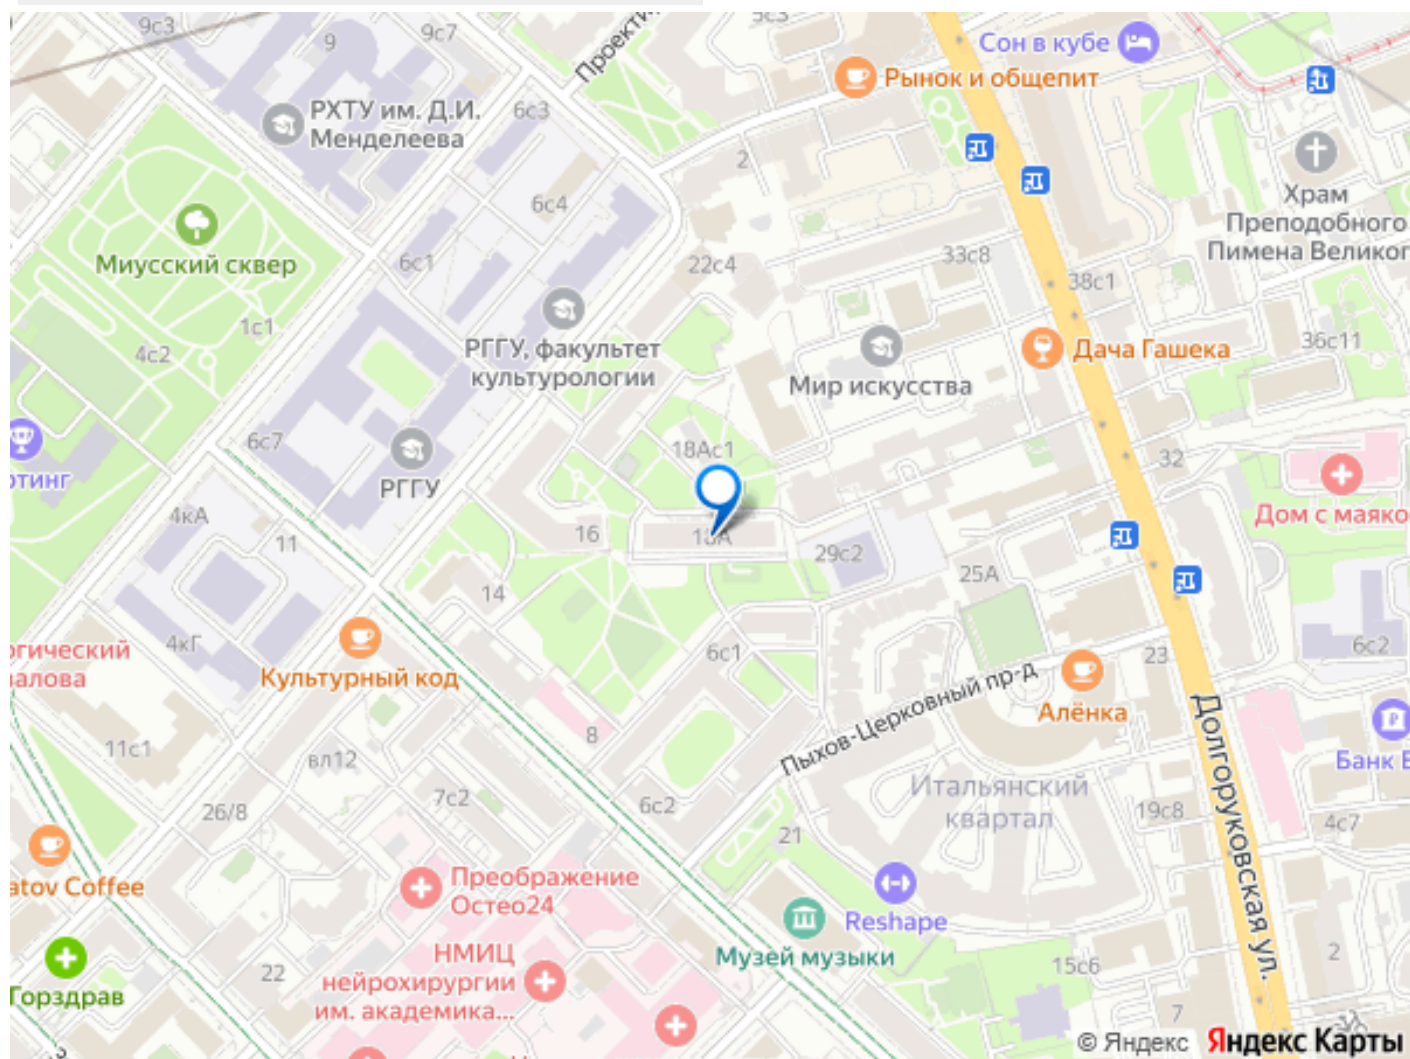 9с3
9
9с7
5с3
Сон в кубе
Рынок и общепит
РХТУ им. Д.И.
Менделеева
6с3
2
Храм
Преподобного
Пимена Великог
6с4
Миусский сквер
6с1
22с4
33с8
38с1
1с1
4с2
РГГУ, факультет
культурологии
Мир искусства
Дача Гашека
36с11
6с7
18Ас1
32
отинг
РГГУ
4кА
11
16
18А
29с2
Дом с маяко
25А
14
4кГ
огический
залова
Культурный код
6с1
23
6с2
Пыхов-Церковный пр-д
Алёнка
Долгоруковская ул.
11с1
вл12
8
Банк
Итальянский
квартал
26/8
7с2
6с2
21
19с8
4с7
atov Coffee
Преображение
Остео24
Reshape
Музей музыки
НМИЦ
нейрохирургии
им. академика...
22
15с6
2
Горздрав
7
© Яндекс Яндекс Карты